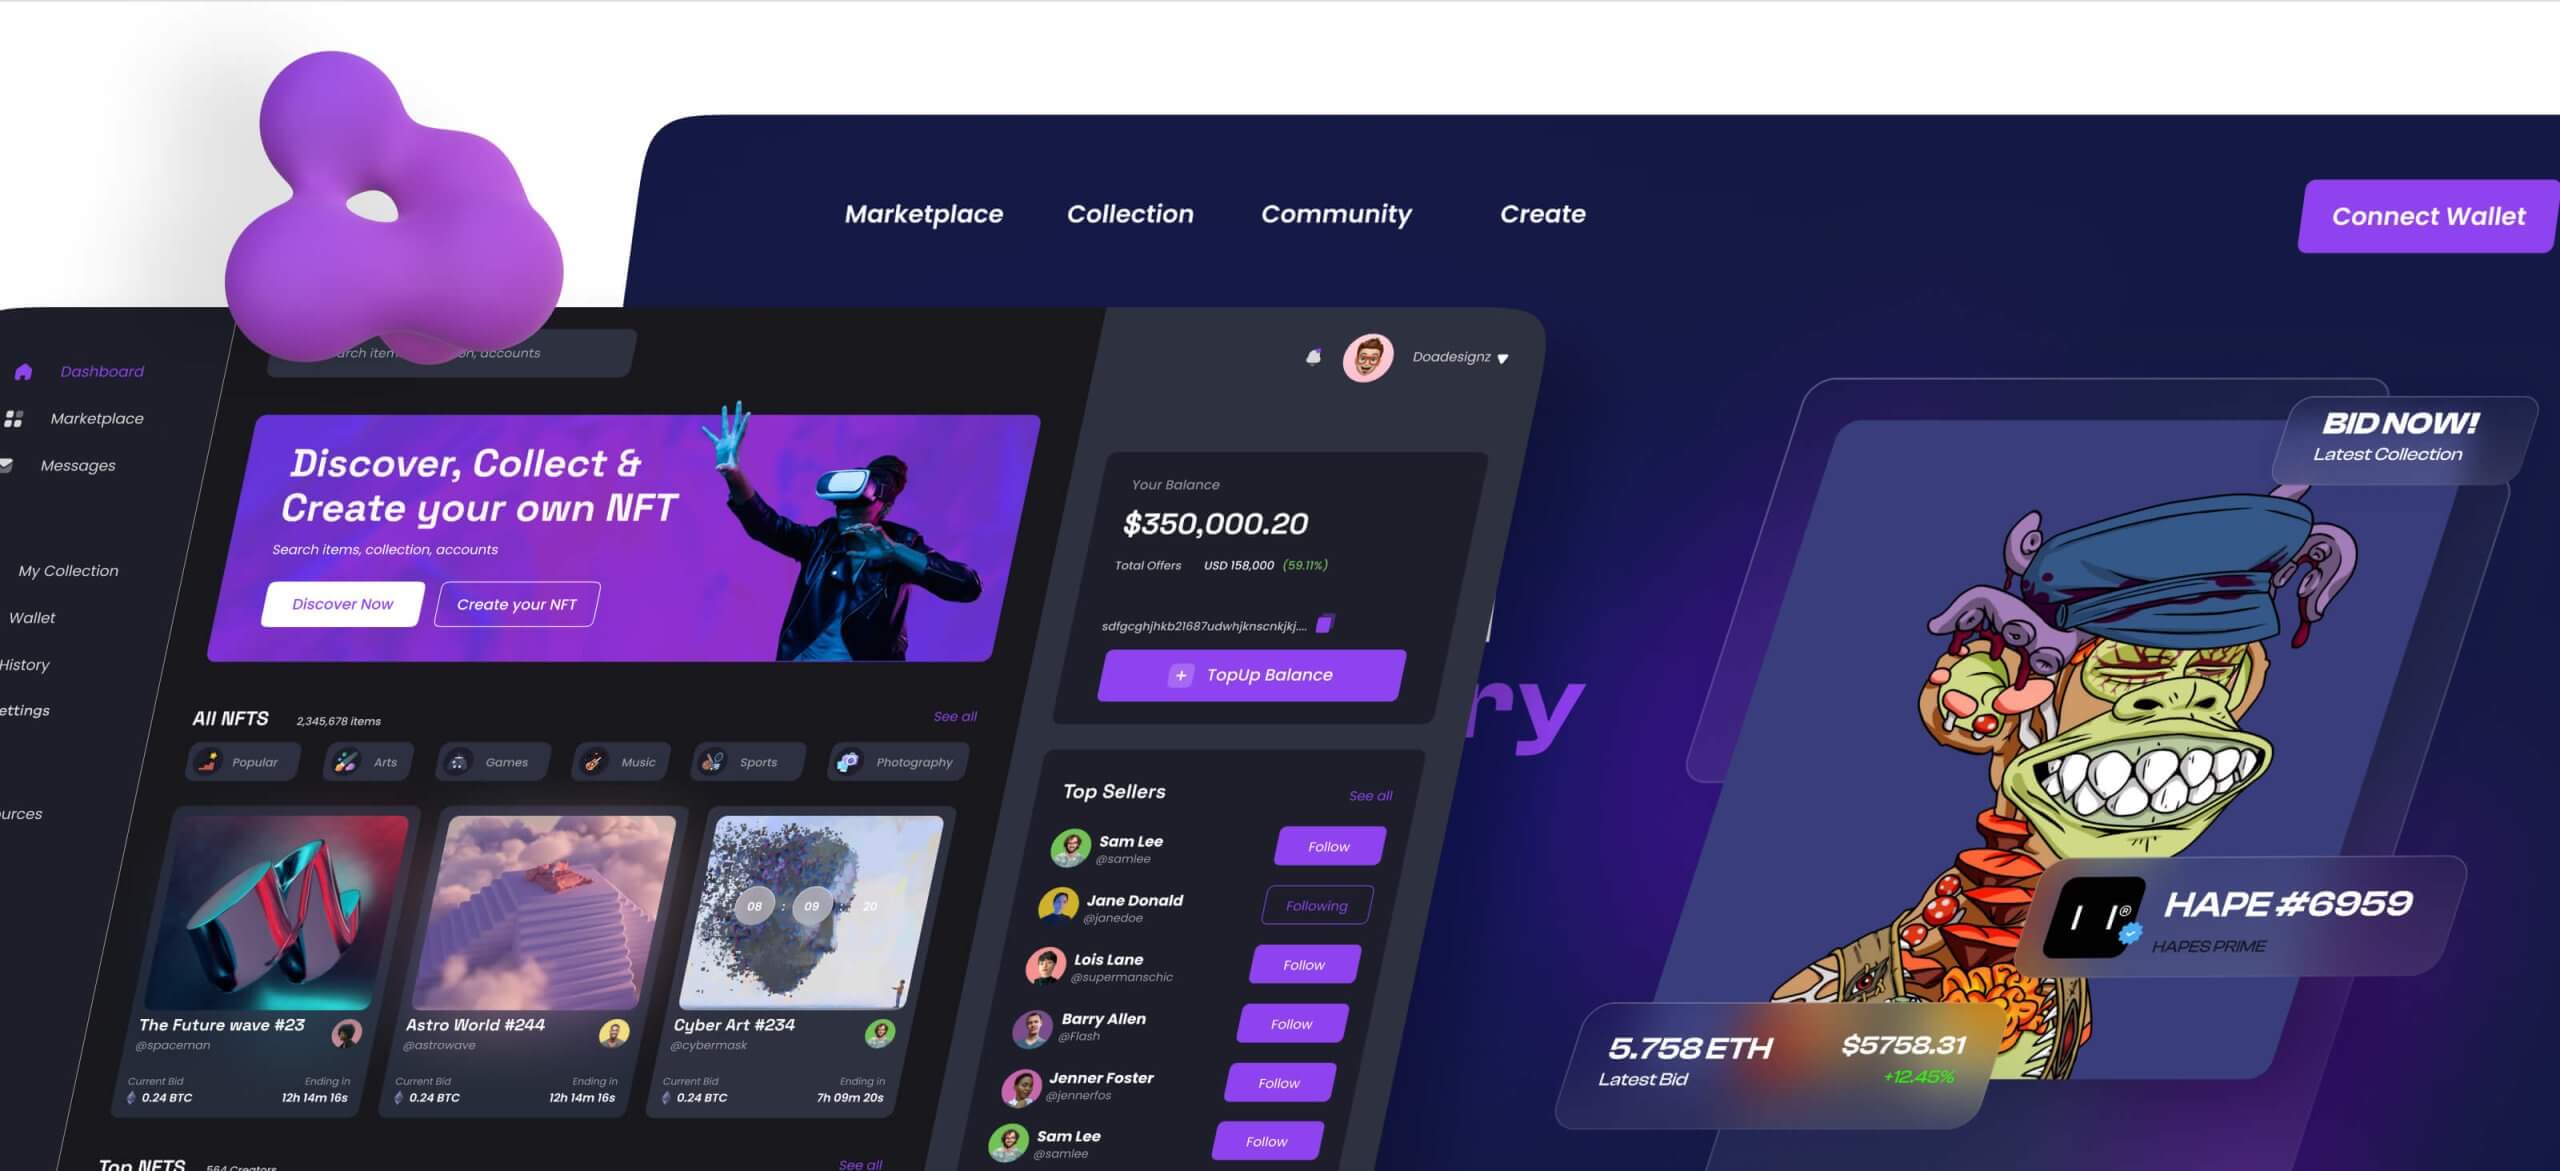 Marketplace
Collection
Community
Create
Connect Wallet
Dashboard
Marketplace
Messages
My Collection
Wallet
History
ettings
urces
arch item
on, accounts
Doadesignz
Discover, Collect &
Create your own NFT
Search items, collection, accounts
Discover Now
Create your NFT
Your Balance
$350,000.20
Total Offers USD 158,000 (59.11%)
sdfgcghjhkb21687udwhjknscnkjkj....
+ TopUp Balance
ry
All NFTS 2,345,678 items See all
Popular
Arts
Games
Music
Sports
Photography
08 : 09 : 20
The Future wave #23
@spaceman
Current Bid Ending in
0.24 BTC 12h 14m 16s
Astro World #244
@astrowave
Current Bid Ending in
0.24 BTC 12h 14m 16s
Cyber Art #234
@cybermask
Current Bid Ending in
0.24 BTC 7h 09m 20s
Top NFTS 564 Creators See all
Top Sellers See all
Sam Lee
@samlee
Follow
Jane Donald
@janedoe
Following
Lois Lane
@supermanschic
Follow
Barry Allen
@Flash
Follow
Jenner Foster
@jennerfos
Follow
Sam Lee
@samlee
Follow
BID NOW!
Latest Collection
HAPE #6959
HAPES PRIME
5.758 ETH $5758.31
Latest Bid +12.45%